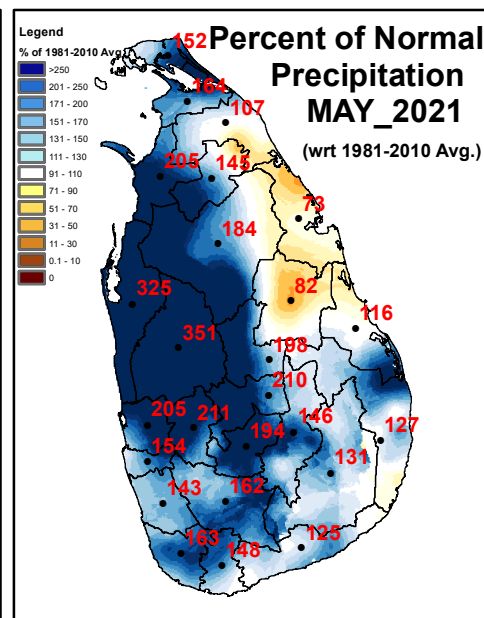 Percent of Normal
Precipitation
MAY_2021
(wrt 1981-2010 Avg.)
Legend
% of 1981-2010 Avg.
>250
201 - 250
171 - 200
151 - 170
131 - 150
111 - 130
91 - 110
71 - 90
51 - 70
31 - 50
11 - 30
0.1 - 10
0
152
164
107
205
145
73
184
82
325
116
351
198
210
205
211
146
127
194
154
131
143
162
125
163
148